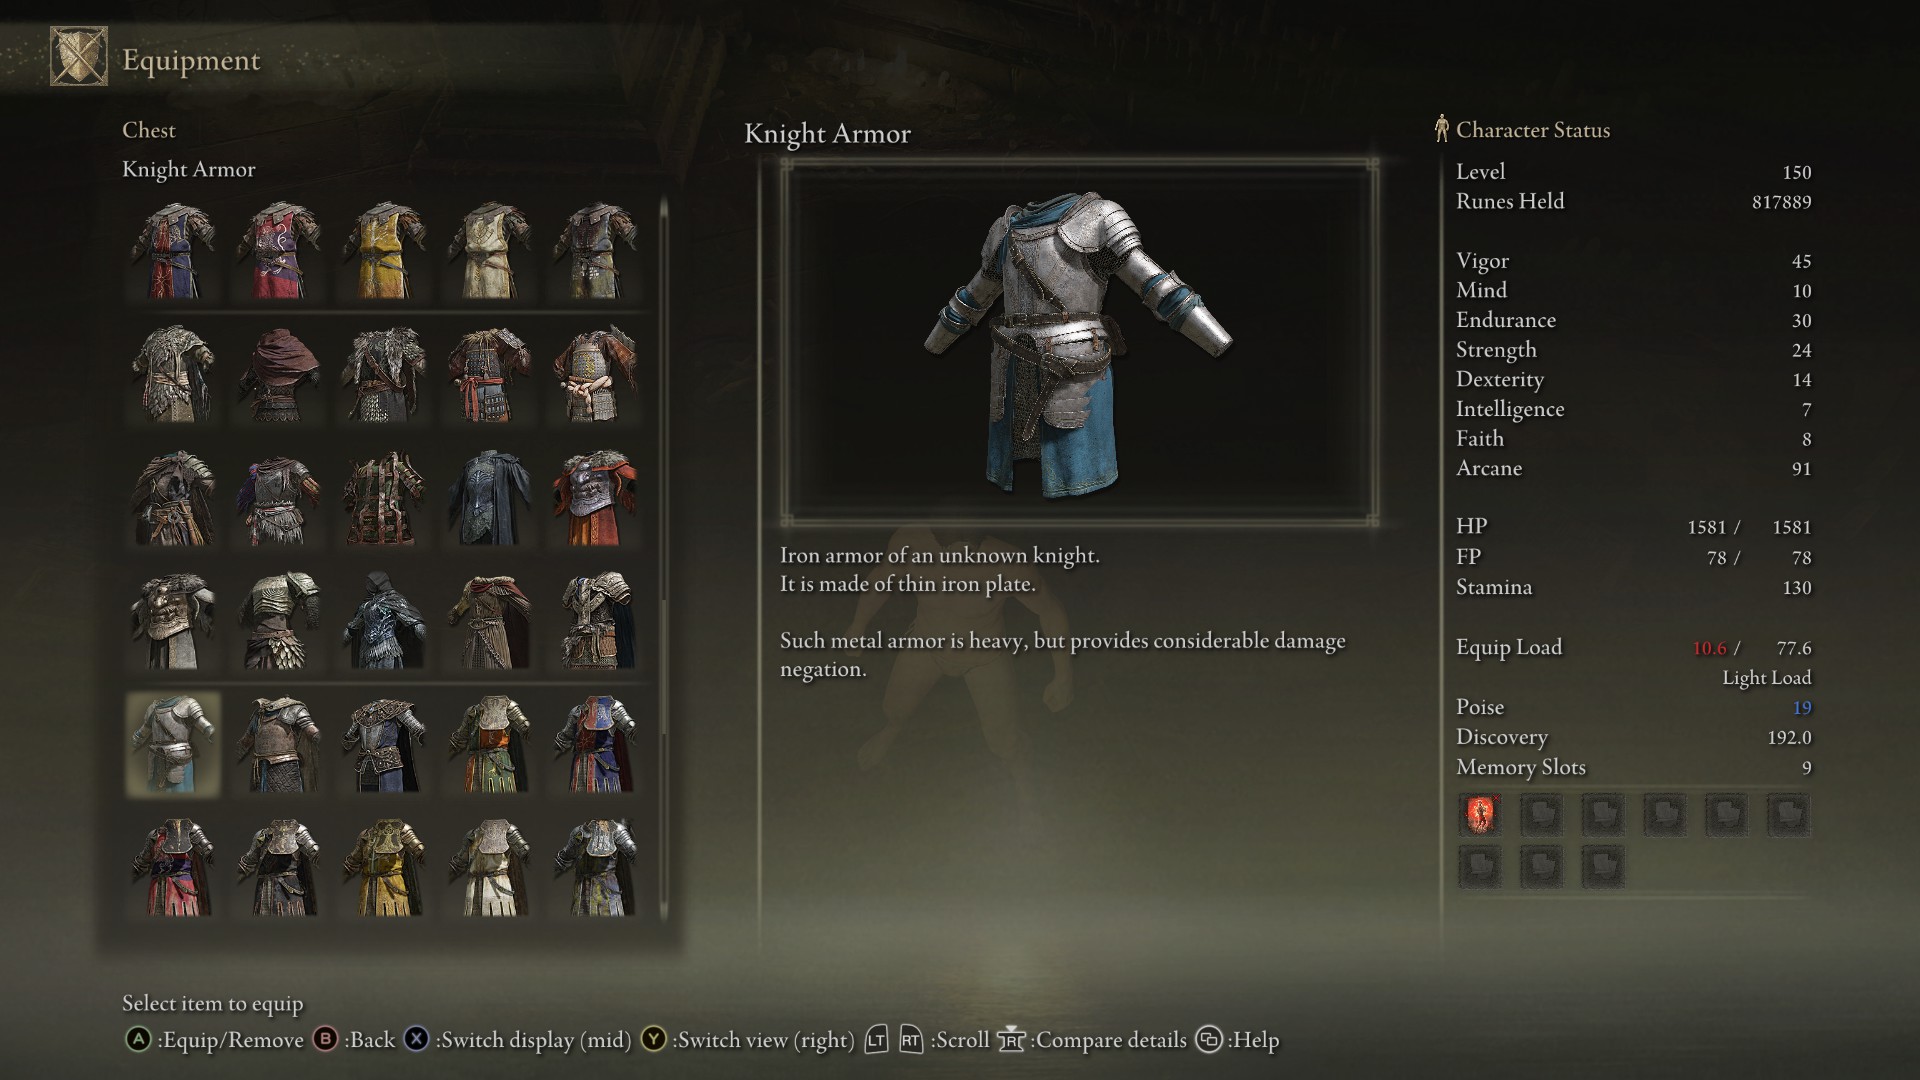 Equipment
Chest
Knight Armor
Knight Armor
Iron armor of an unknown knight.
It is made of thin iron plate.
Such metal armor is heavy, but provides considerable damage
negation.
Character Status
Level 150
Runes Held 817889
Vigor 45
Mind 10
Endurance 30
Strength 24
Dexterity 14
Intelligence 7
Faith 8
Arcane 91
HP 1581 / 1581
FP 78 / 78
Stamina 130
Equip Load 10.6 / 77.6
Light Load
Poise 19
Discovery 192.0
Memory Slots 9
Select item to equip
A :Equip/Remove B :Back X :Switch display (mid) Y :Switch view (right) LT RT :Scroll R :Compare details :Help